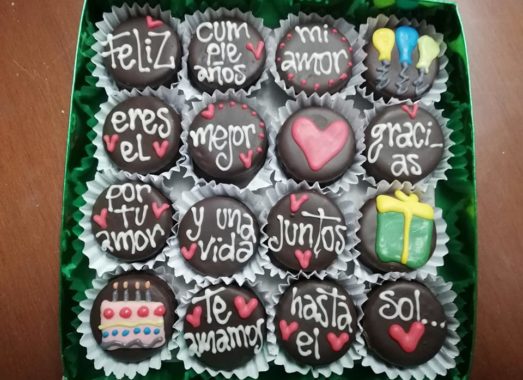 Feliz
cum
ple
años
mi
amor
eres
el
mejor
graci
as
por
tu
amor
y una
vida
juntos
Te
amamos
hasta
el
sol...